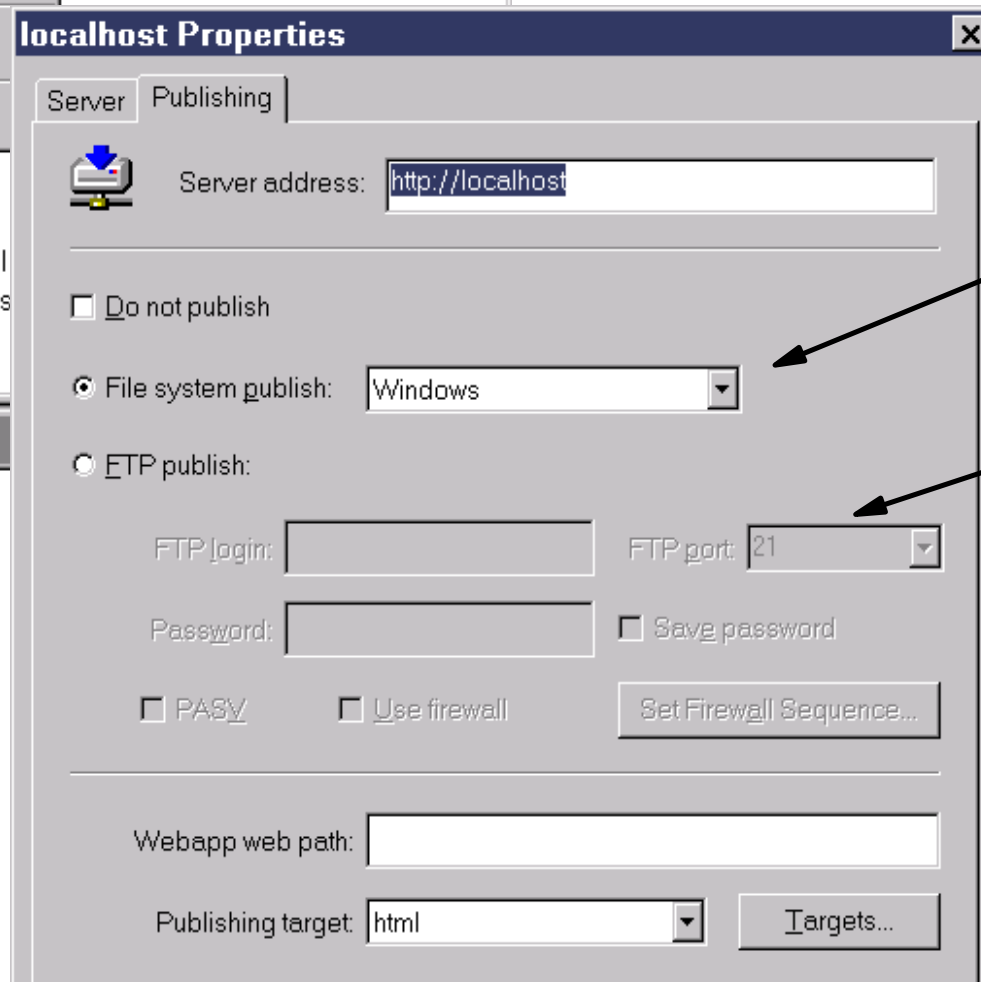 localhost Properties
Server Publishing
Server address: http://localhost
Do not publish
File system publish: Windows
FTP publish:
FTP login: FTP port: 21
Password: Save password
PASV Use firewall Set Firewall Sequence...
Webapp web path:
Publishing target: html Targets...